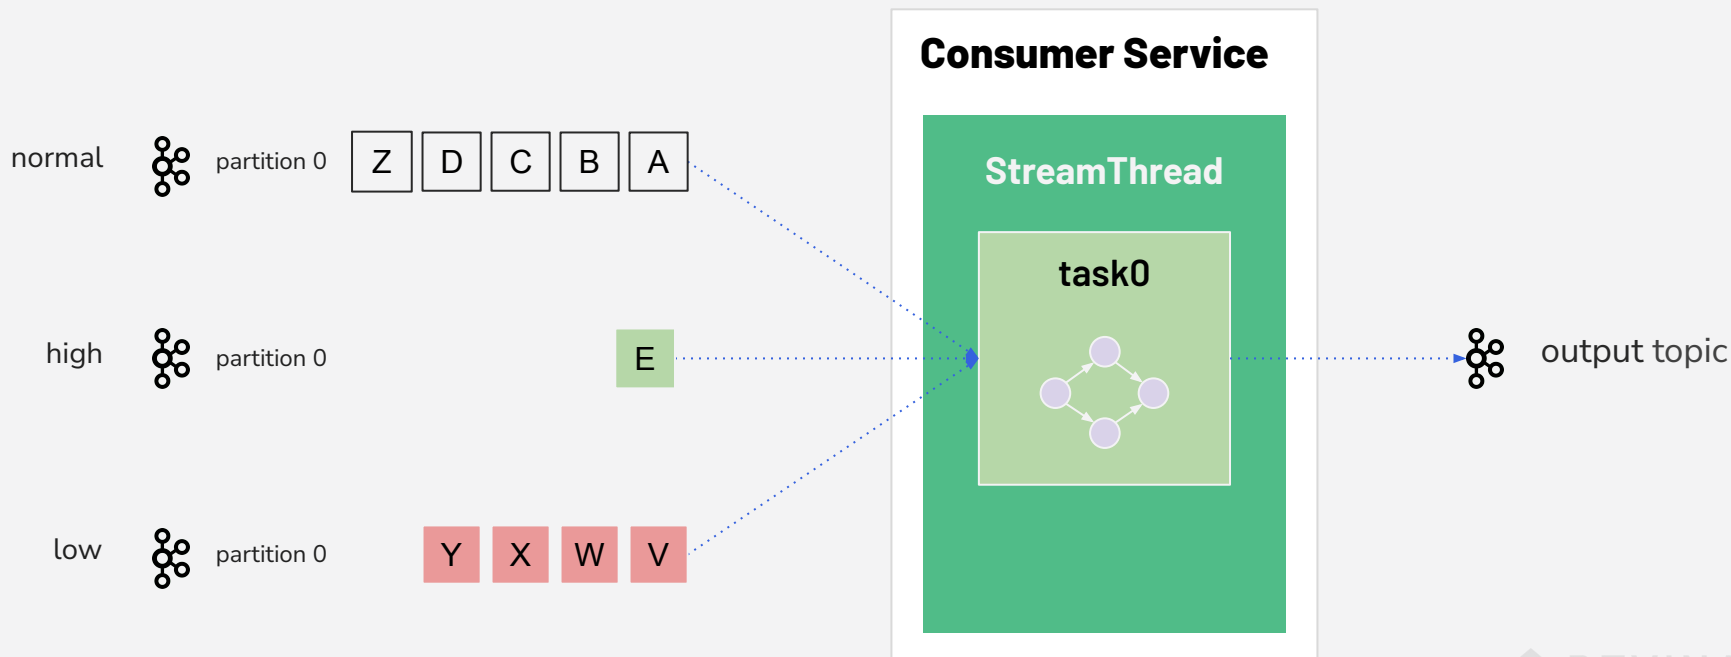 Consumer Service
StreamThread
task0
normal
partition 0
Z D C B A
high
partition 0
E
output topic
low
partition 0
Y X W V